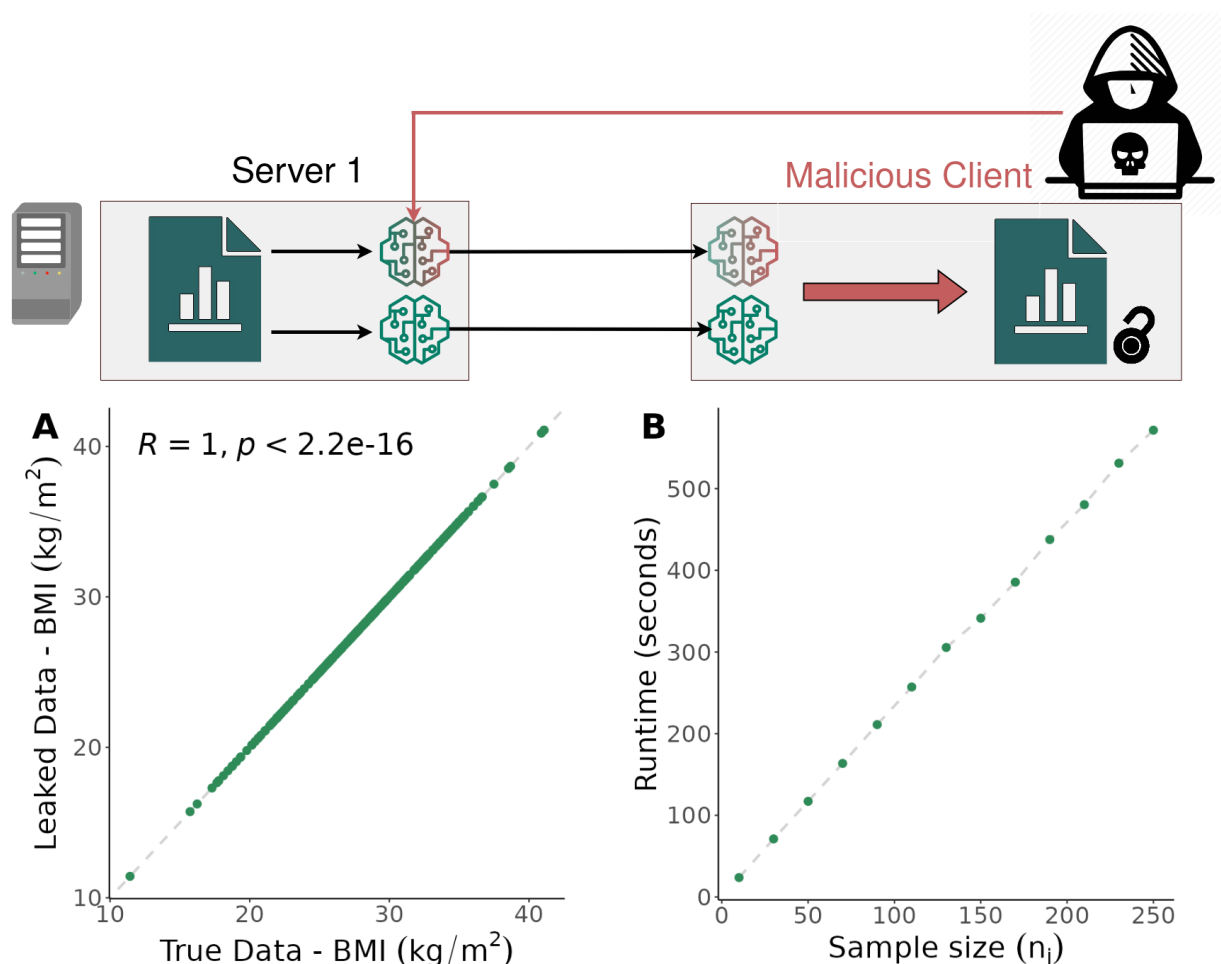 Server 1
Malicious Client
A
R = 1, p < 2.2e-16
Leaked Data - BMI (kg/m²)
40
30
20
10
10
20
30
40
True Data - BMI (kg/m²)
B
Runtime (seconds)
500
400
300
200
100
0
0
50
100
150
200
250
Sample size (nⱼ)